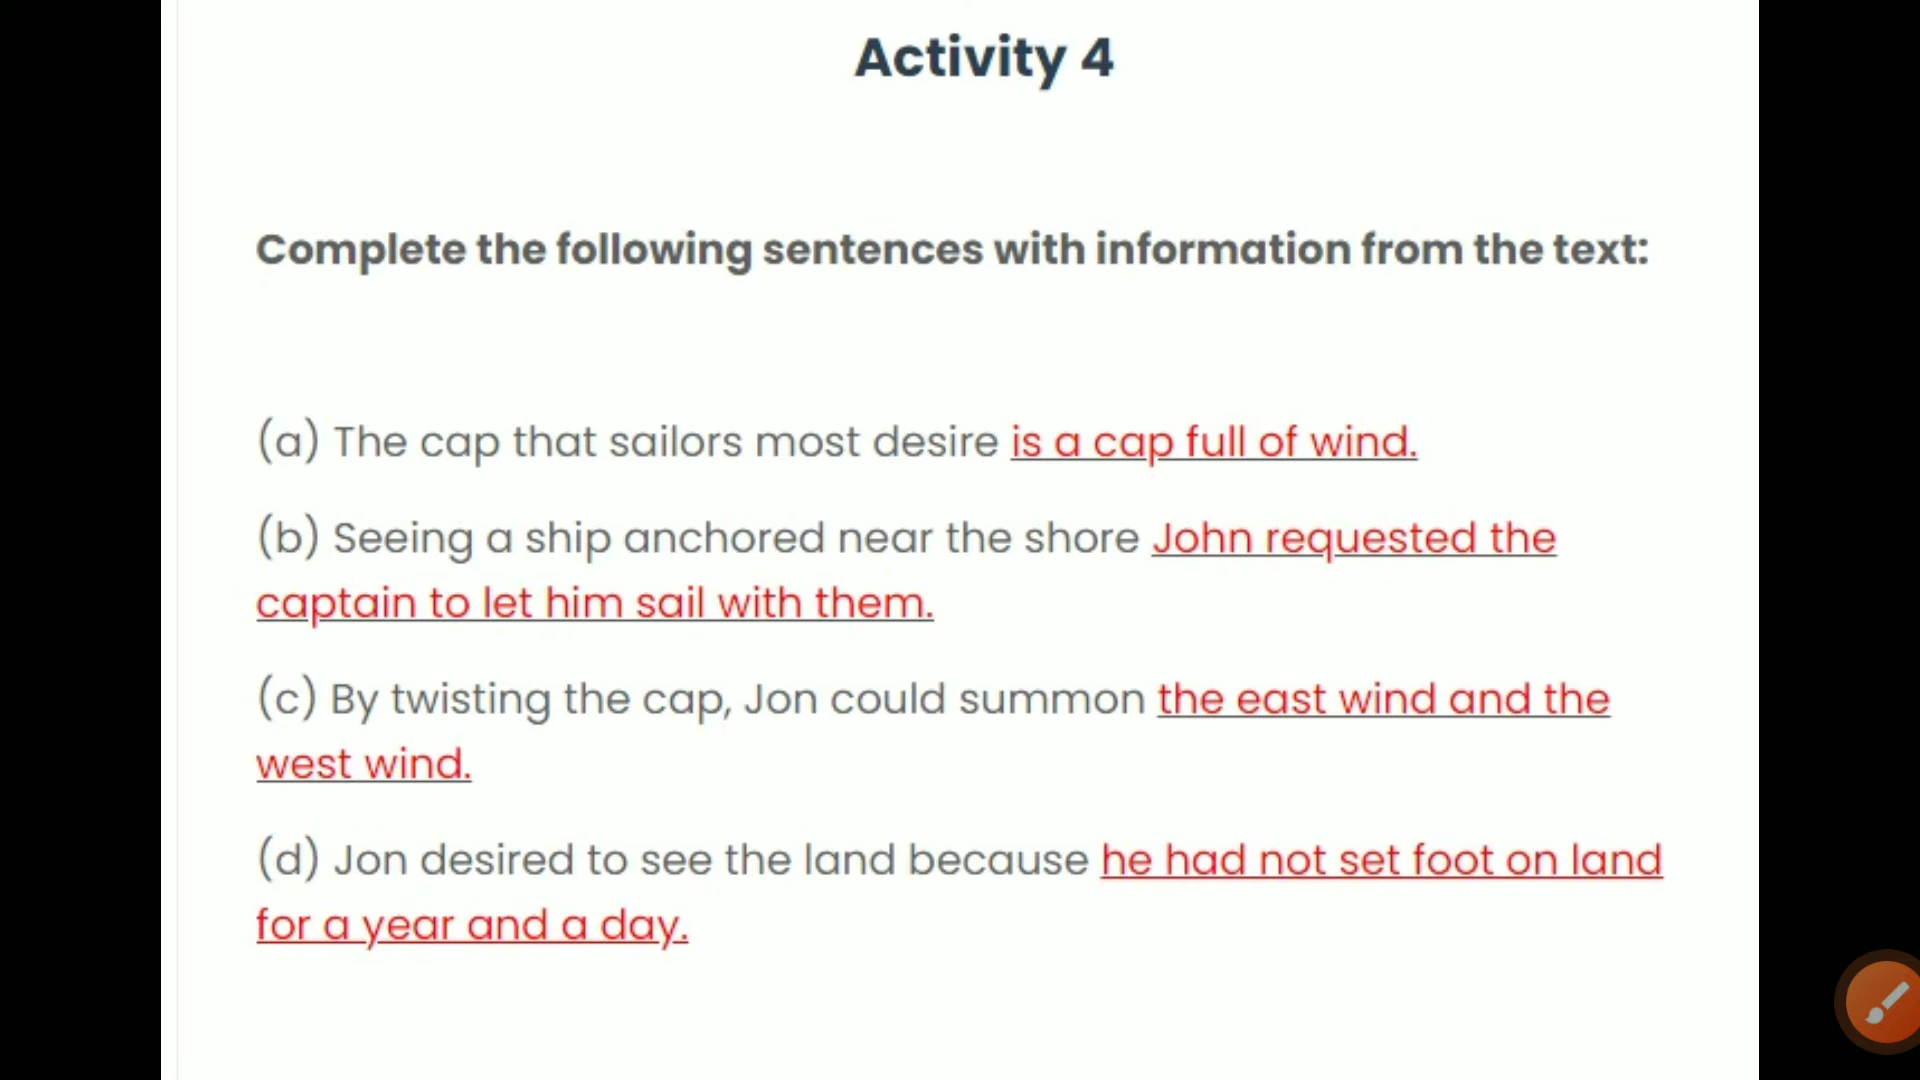 Activity 4
Complete the following sentences with information from the text:
(a) The cap that sailors most desire is a cap full of wind.
(b) Seeing a ship anchored near the shore John requested the
captain to let him sail with them.
(c) By twisting the cap, Jon could summon the east wind and the
west wind.
(d) Jon desired to see the land because he had not set foot on land
for a year and a day.